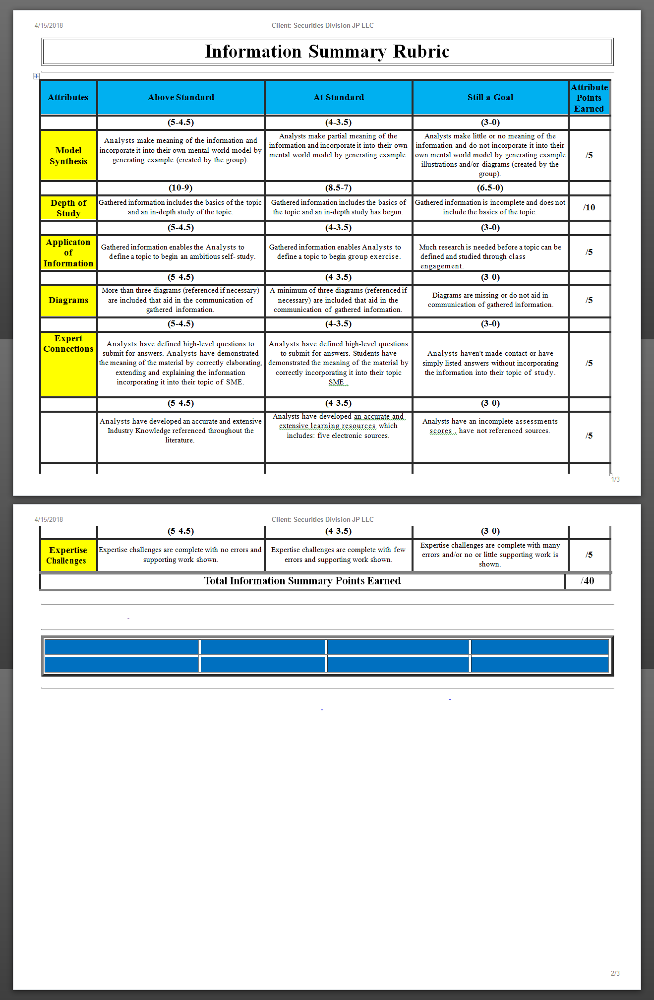 4/15/2018
Client: Securities Division JP LLC
Information Summary Rubric
Attributes
Above Standard
At Standard
Still a Goal
Attribute
Points
Earned
(5-4.5)
(4-3.5)
(3-0)
Model
Synthesis
Analysts make meaning of the information and
incorporate it into their own mental world model by
generating example (created by the group).
Analysts make partial meaning of the
information and incorporate it into their own
mental world model by generating example.
Analysts make little or no meaning of the
information and do not incorporate it into their
own mental world model by generating example
illustrations and/or diagrams (created by the
group).
/5
(10-9)
(8.5-7)
(6.5-0)
Depth of
Study
Gathered information includes the basics of the topic
and an in-depth study of the topic.
Gathered information includes the basics of
the topic and an in-depth study has begun.
Gathered information is incomplete and does not
include the basics of the topic.
/10
(5-4.5)
(4-3.5)
(3-0)
Applicaton
of
Information
Gathered information enables the Analysts to
define a topic to begin an ambitious self- study.
Gathered information enables Analysts to
define a topic to begin group exercise.
Much research is needed before a topic can be
defined and studied through class
engagement.
/5
(5-4.5)
(4-3.5)
(3-0)
Diagrams
More than three diagrams (referenced if necessary)
are included that aid in the communication of
gathered information.
A minimum of three diagrams (referenced if
necessary) are included that aid in the
communication of gathered information.
Diagrams are missing or do not aid in
communication of gathered information.
/5
(5-4.5)
(4-3.5)
(3-0)
Expert
Connections
Analysts have defined high-level questions to
submit for answers. Analysts have demonstrated
the meaning of the material by correctly elaborating,
extending and explaining the information
incorporating it into their topic of SME.
Analysts have defined high-level questions
to submit for answers. Students have
demonstrated the meaning of the material by
correctly incorporating it into their topic
SME .
Analysts haven't made contact or have
simply listed answers without incorporating
the information into their topic of study.
/5
(5-4.5)
(4-3.5)
(3-0)
Analysts have developed an accurate and extensive
Industry Knowledge referenced throughout the
literature.
Analysts have developed an accurate and
extensive learning resources which
includes: five electronic sources.
Analysts have an incomplete assessments
scores , have not referenced sources.
/5
1/3
4/15/2018
Client: Securities Division JP LLC
(5-4.5)
(4-3.5)
(3-0)
Expertise
Challenges
Expertise challenges are complete with no errors and
supporting work shown.
Expertise challenges are complete with few
errors and supporting work shown.
Expertise challenges are complete with many
errors and/or no or little supporting work is
shown.
/5
Total Information Summary Points Earned
/40
-
-
-
2/3